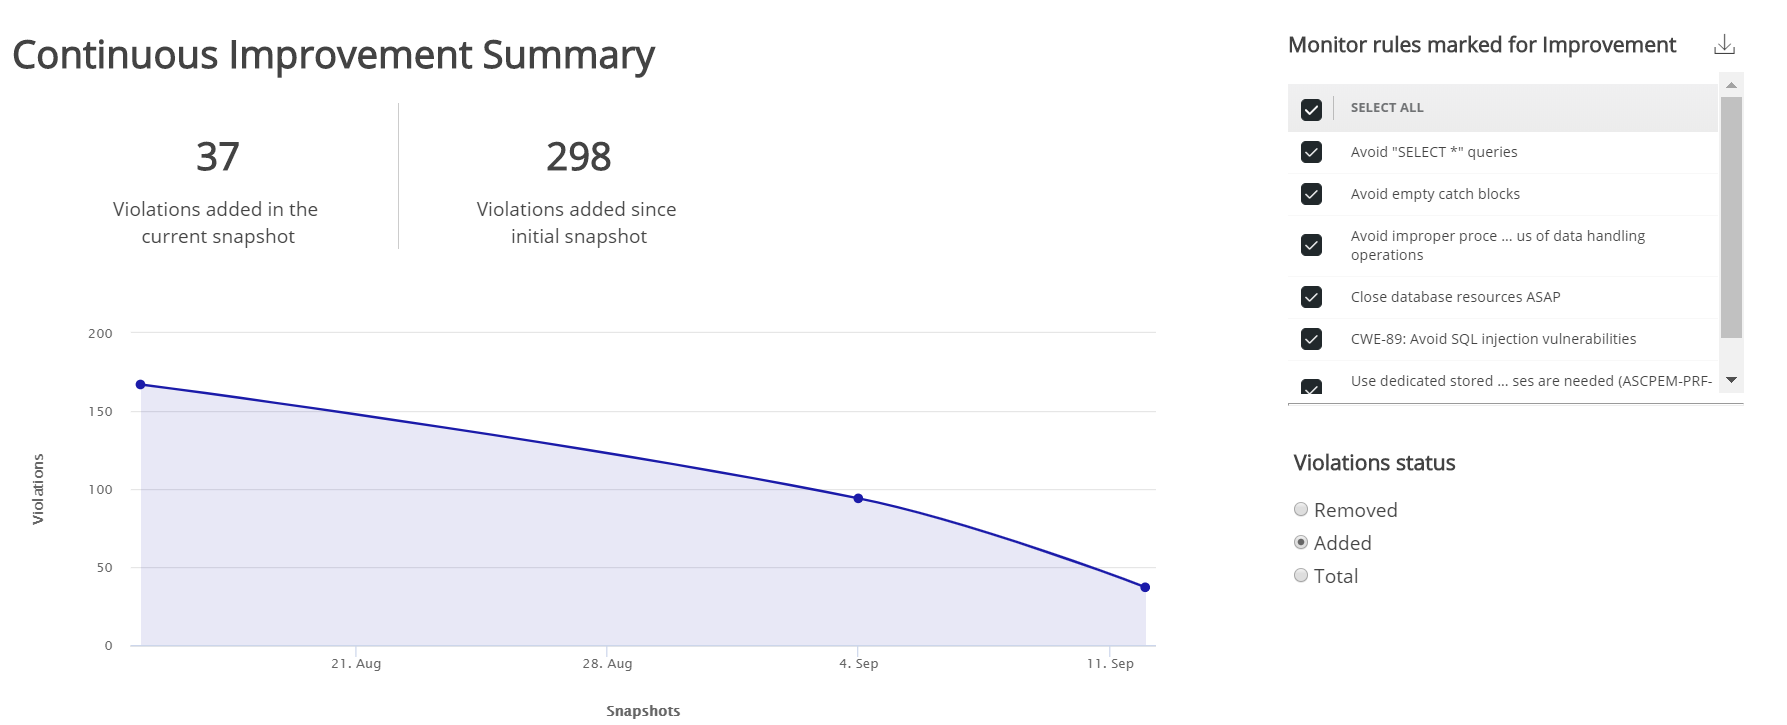 Continuous Improvement Summary
37
Violations added in the
current snapshot
298
Violations added since
initial snapshot
200
150
100
50
0
Violations
21. Aug
28. Aug
4. Sep
11. Sep
Snapshots
Monitor rules marked for Improvement
SELECT ALL
Avoid "SELECT *" queries
Avoid empty catch blocks
Avoid improper proce ... us of data handling
operations
Close database resources ASAP
CWE-89: Avoid SQL injection vulnerabilities
Use dedicated stored ... ses are needed (ASCPEM-PRF-
Violations status
Removed
Added
Total